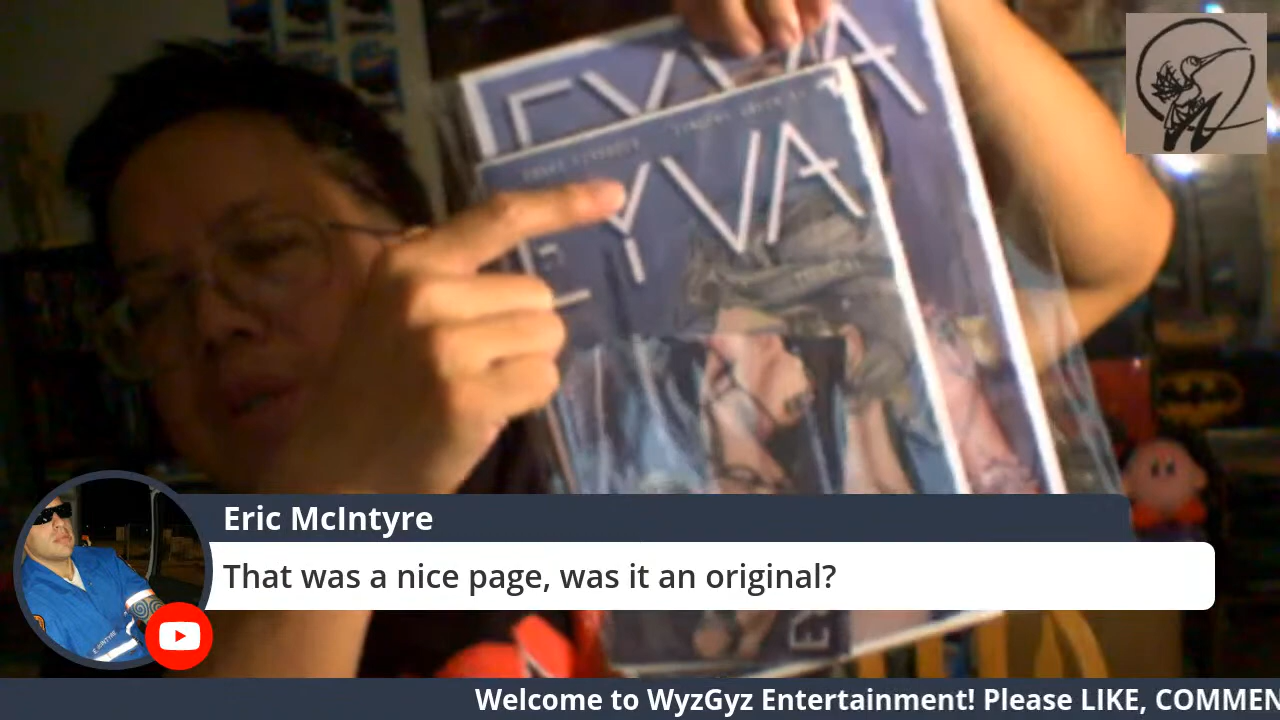 EYVA
EYVA
Eric McIntyre
That was a nice page, was it an original?
Welcome to WyzGyz Entertainment! Please LIKE, COMMEN